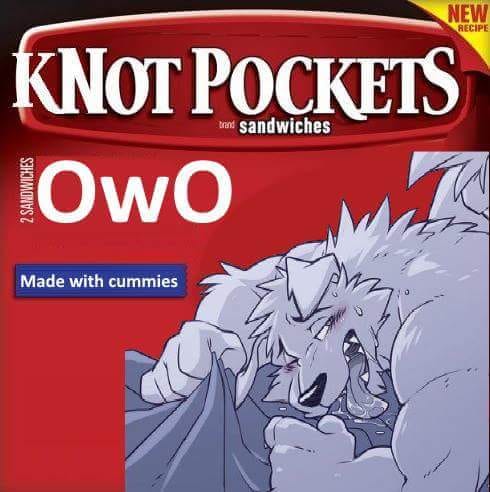 NEW
RECIPE
KNOT POCKETS
brand sandwiches
2 SANDWICHES
OwO
Made with cummies